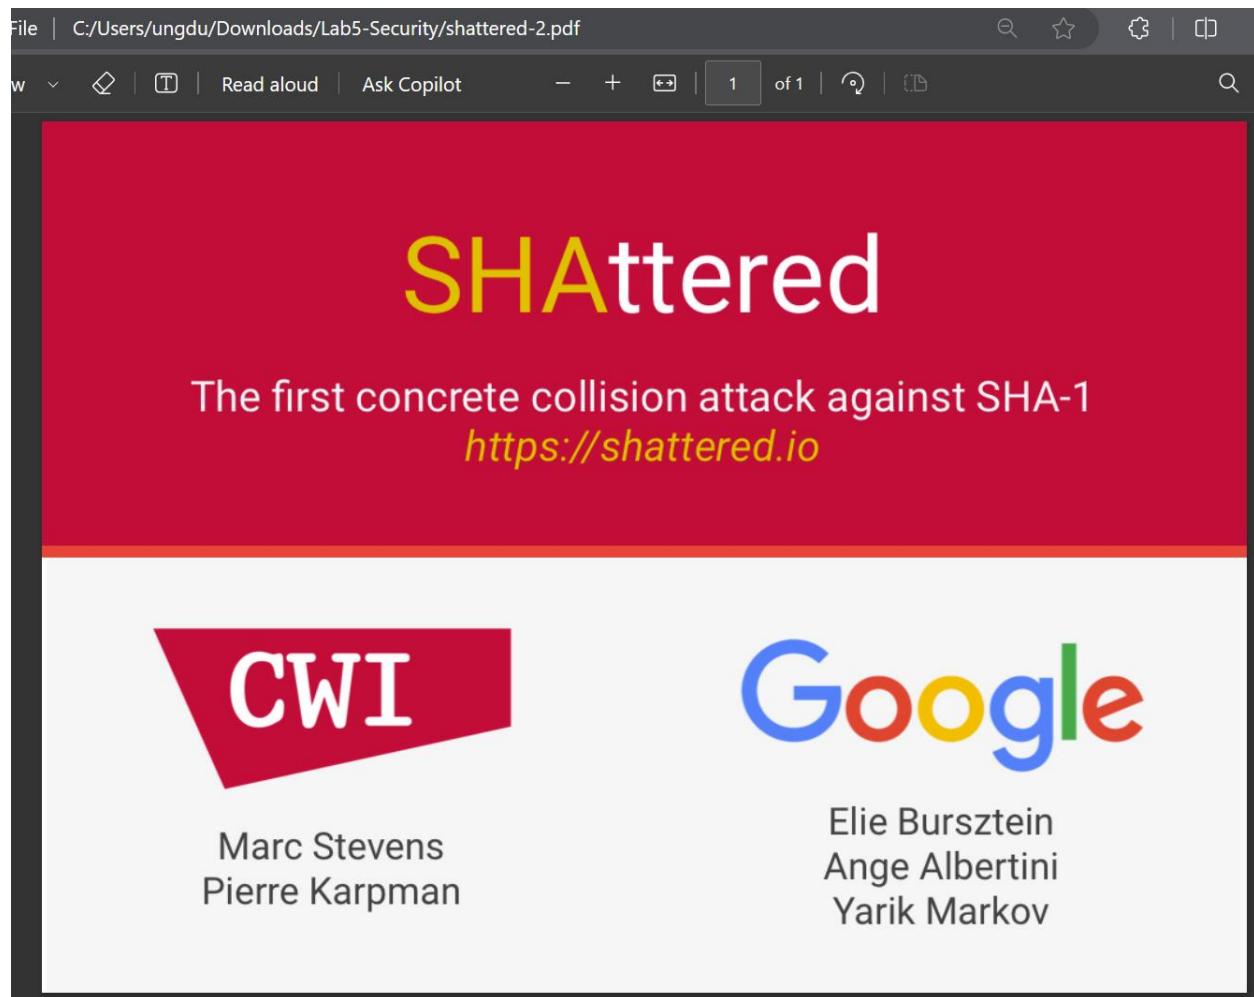 File C:/Users/ungdu/Downloads/Lab5-Security/shattered-2.pdf
w Read aloud Ask Copilot 1 of 1
SHAttered
The first concrete collision attack against SHA-1
https://shattered.io
CWI
Marc Stevens
Pierre Karpman
Google
Elie Bursztein
Ange Albertini
Yarik Markov